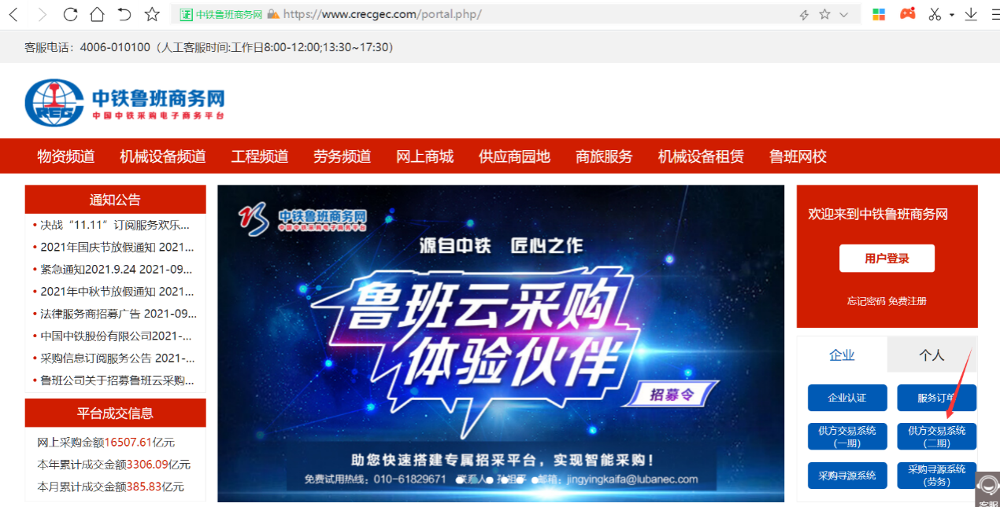 证 中铁鲁班商务网 https://www.crecgec.com/portal.php/
客服电话：4006-010100（人工客服时间:工作日8:00-12:00;13:30~17:30）
CREC
中铁鲁班商务网
中国中铁采购电子商务平台
物资频道 机械设备频道 工程频道 劳务频道 网上商城 供应商园地 商旅服务 机械设备租赁 鲁班网校
通知公告
• 决战“11.11”订阅服务欢乐...
• 2021年国庆节放假通知 2021...
• 紧急通知2021.9.24 2021-09...
• 2021年中秋节放假通知 2021...
• 法律服务商招募广告 2021-09...
• 中国中铁股份有限公司2021-...
• 采购信息订阅服务公告 2021-...
• 鲁班公司关于招募鲁班云采购...
平台成交信息
网上采购金额16507.61亿元
本年累计成交金额3306.09亿元
本月累计成交金额385.83亿元
中铁鲁班商务网
中国中铁采购电子商务平台
源自中铁 匠心之作
鲁班云采购
体验伙伴
招募令
助您快速搭建专属招采平台，实现智能采购！
免费试用热线：010-61829671 联系人 孙祖平 邮箱：jingyingkaifa@lubanec.com
欢迎来到中铁鲁班商务网
用户登录
忘记密码 免费注册
企业 个人
企业认证 服务订单
供方交易系统
(一期)
供方交易系统
(二期)
采购寻源系统
采购寻源系统
(劳务)
客服